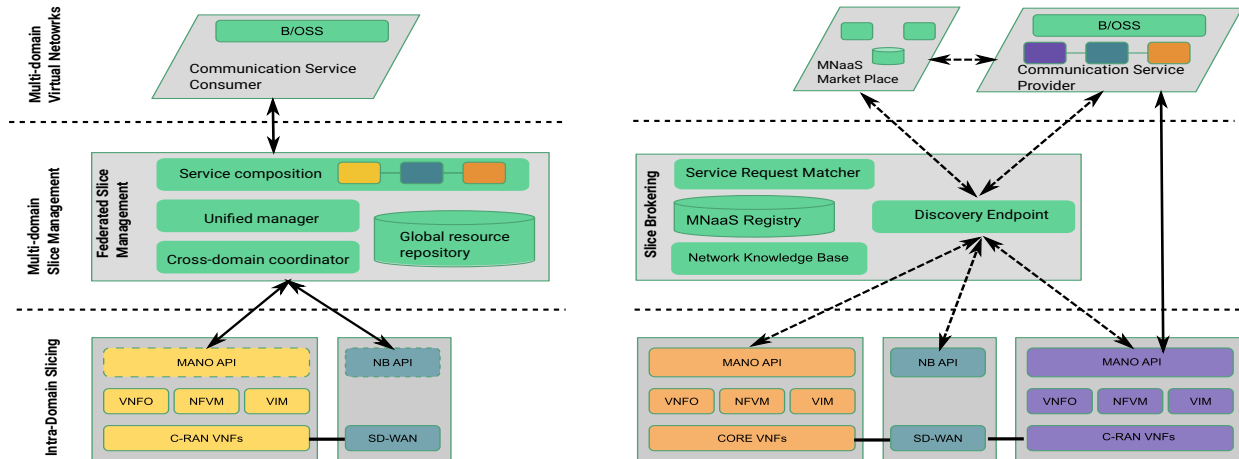 Multi-domain
Virtual Netowrks
B/OSS
Communication Service
Consumer
MNaaS
Market Place
B/OSS
Communication Service
Provider
Multi-domain
Slice Management
Federated Slice
Management
Service composition
Unified manager
Cross-domain coordinator
Global resource
repository
Slice Brokering
Service Request Matcher
MNaaS Registry
Network Knowledge Base
Discovery Endpoint
Intra-Domain Slicing
MANO API
VNFO
NFVM
VIM
C-RAN VNFs
NB API
SD-WAN
MANO API
VNFO
NFVM
VIM
CORE VNFs
NB API
SD-WAN
MANO API
VNFO
NFVM
VIM
C-RAN VNFs